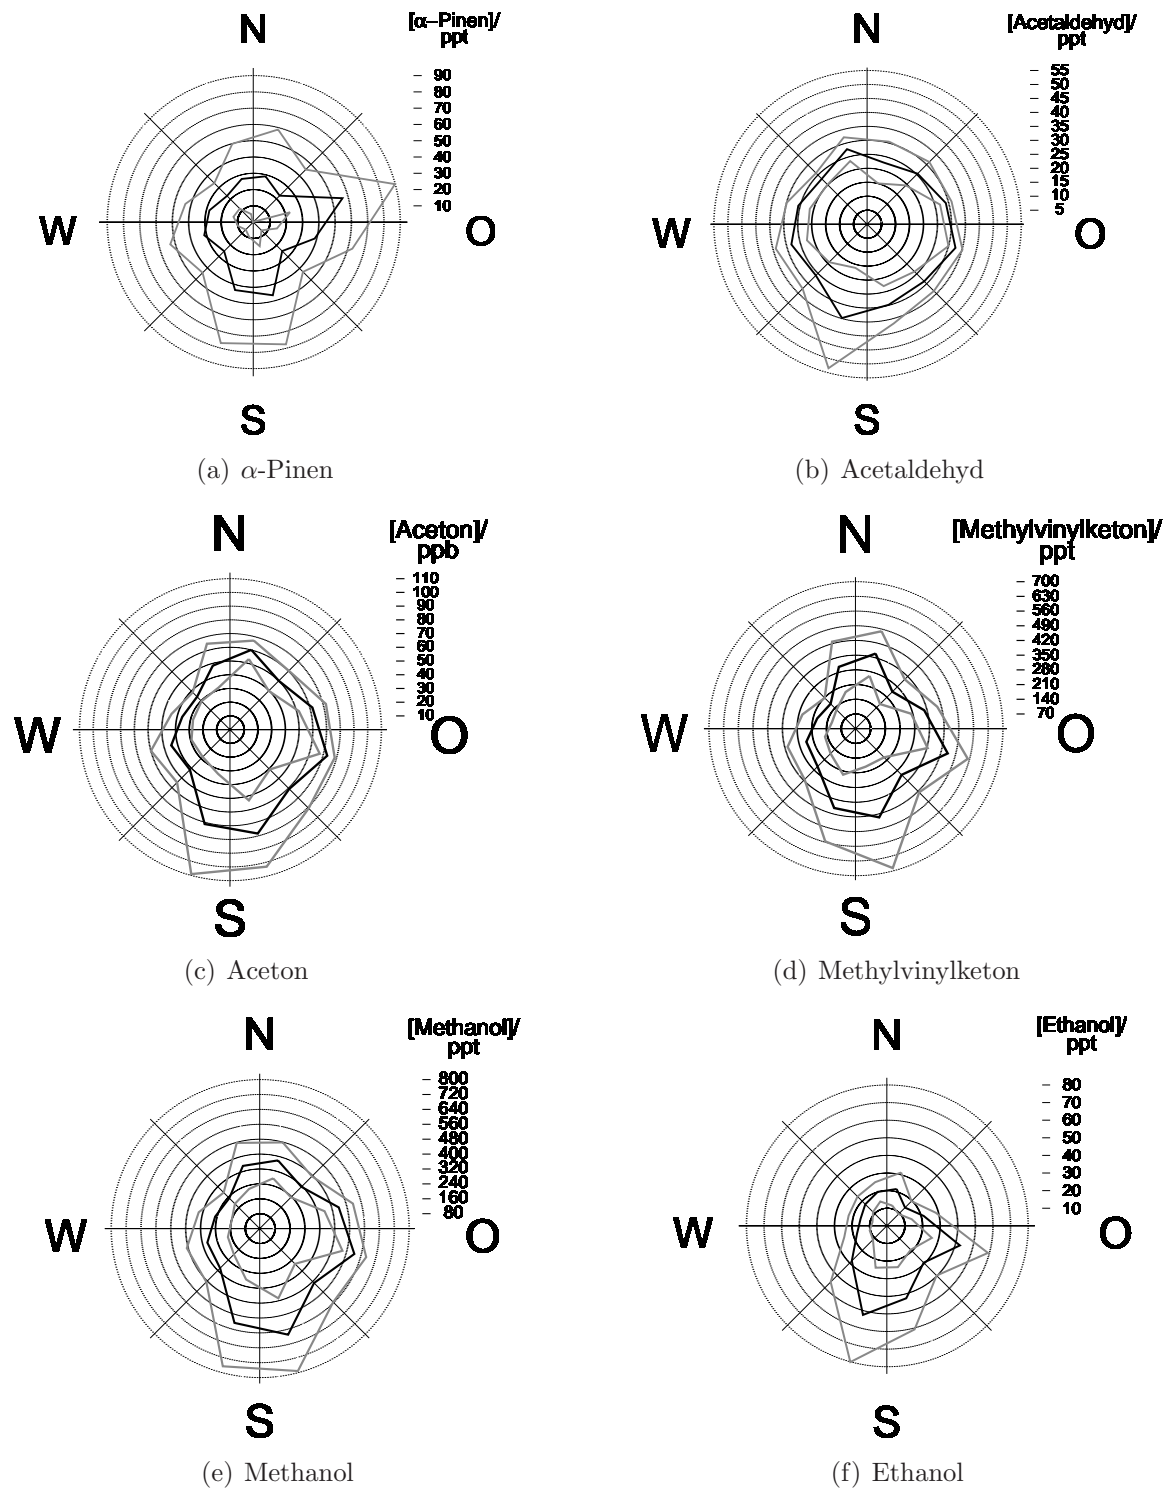 N
[α–Pinen]/
ppt
90
80
70
60
50
40
30
20
10
W
O
S
(a) α-Pinen
N
[Acetaldehyd]/
ppt
55
50
45
40
35
30
25
20
15
10
5
W
O
S
(b) Acetaldehyd
N
[Aceton]/
ppb
110
100
90
80
70
60
50
40
30
20
10
W
O
S
(c) Aceton
N
[Methylvinylketon]/
ppt
700
630
560
490
420
350
280
210
140
70
W
O
S
(d) Methylvinylketon
N
[Methanol]/
ppt
800
720
640
560
480
400
320
240
160
80
W
O
S
(e) Methanol
N
[Ethanol]/
ppt
80
70
60
50
40
30
20
10
W
O
S
(f) Ethanol